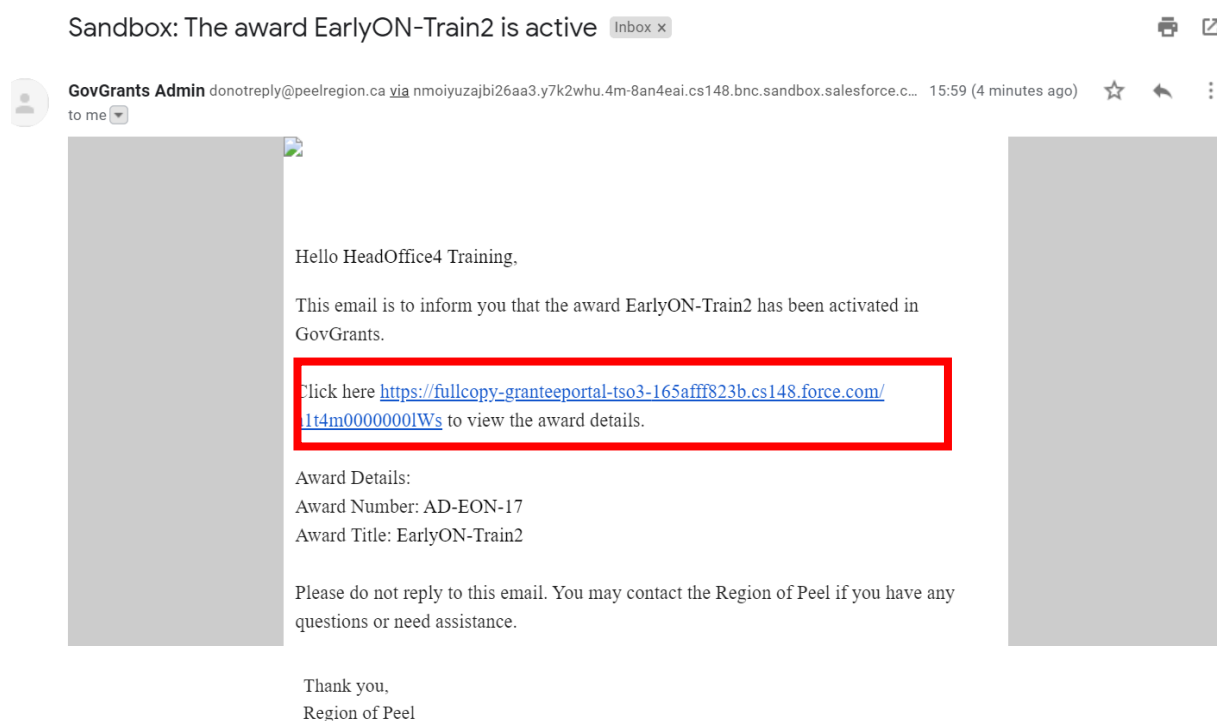 Sandbox: The award EarlyON-Train2 is active Inbox x
GovGrants Admin donotreply@peelregion.ca via nmoiyuzajbi26aa3.y7k2whu.4m-8an4eai.cs148.bnc.sandbox.salesforce.c... 15:59 (4 minutes ago)
to me
Hello HeadOffice4 Training,
This email is to inform you that the award EarlyON-Train2 has been activated in
GovGrants.
Click here https://fullcopy-granteeportal-tso3-165afff823b.cs148.force.com/
a1t4m0000000lWs to view the award details.
Award Details:
Award Number: AD-EON-17
Award Title: EarlyON-Train2
Please do not reply to this email. You may contact the Region of Peel if you have any
questions or need assistance.
Thank you,
Region of Peel